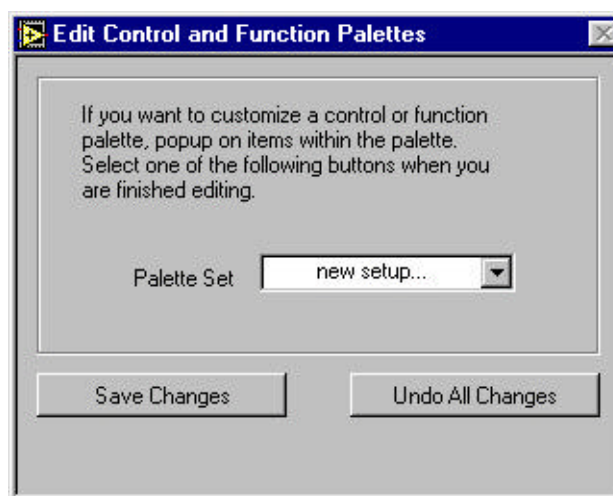 Edit Control and Function Palettes
If you want to customize a control or function
palette, popup on items within the palette.
Select one of the following buttons when you
are finished editing.
Palette Set new setup...
Save Changes Undo All Changes